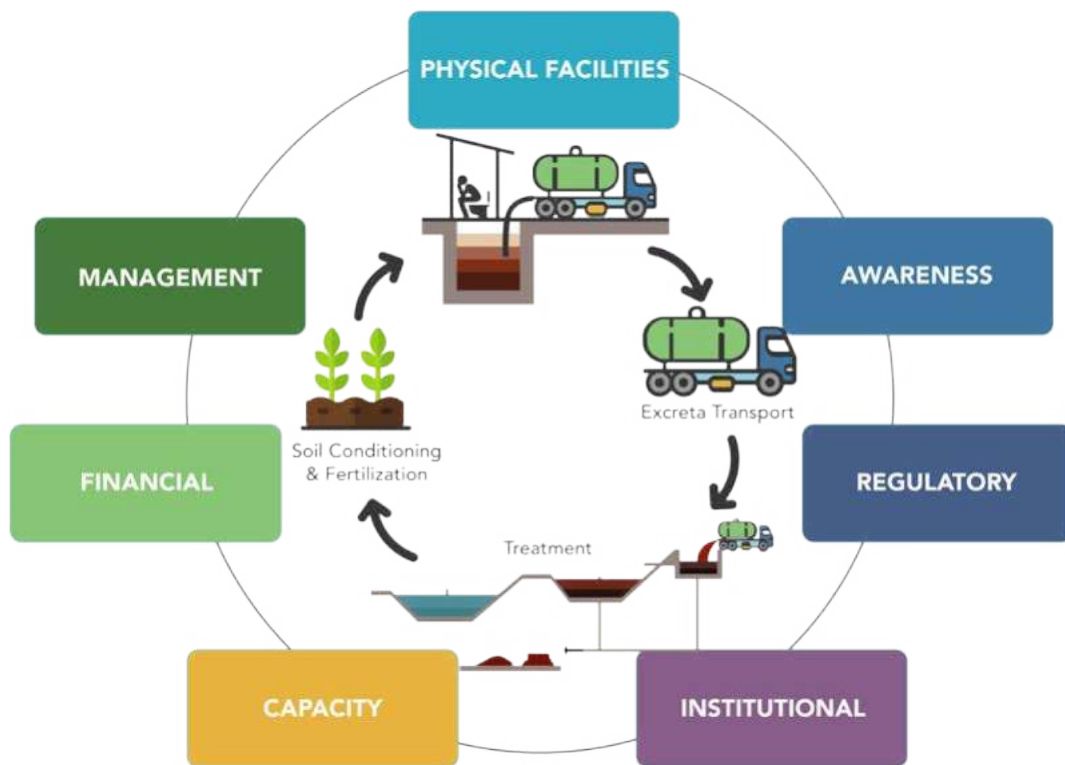 PHYSICAL FACILITIES
MANAGEMENT
AWARENESS
Excreta Transport
Soil Conditioning
& Fertilization
FINANCIAL
REGULATORY
Treatment
CAPACITY
INSTITUTIONAL